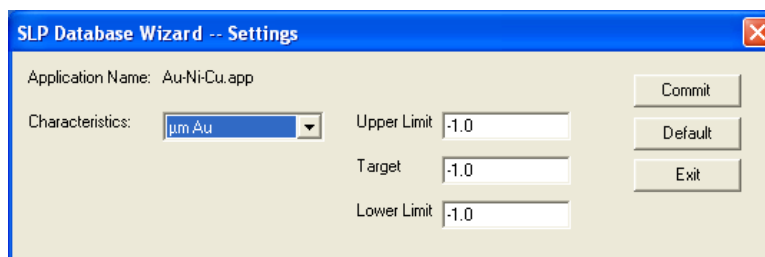 SLP Database Wizard -- Settings
Application Name: Au-Ni-Cu.app
Commit
Characteristics: µm Au Upper Limit -1.0
Default
Target -1.0
Exit
Lower Limit -1.0